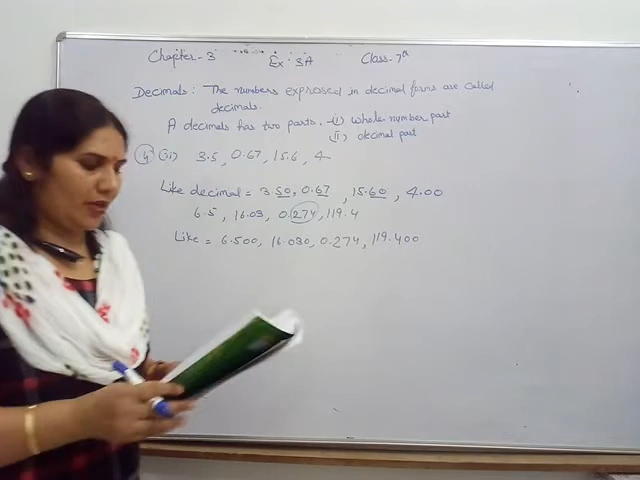 Chapter-3 Ex. 3A Class-7th
Decimals: The numbers expressed in decimal forms are called
decimals.
A decimals has two parts. -(i) Whole number part
(ii) decimal part
4 (ii) 3.5, 0.67, 15.6, 4
Like decimal = 3.50, 0.67, 15.60, 4.00
6.5, 16.03, 0.274, 119.4
Like = 6.500, 16.030, 0.274, 119.400